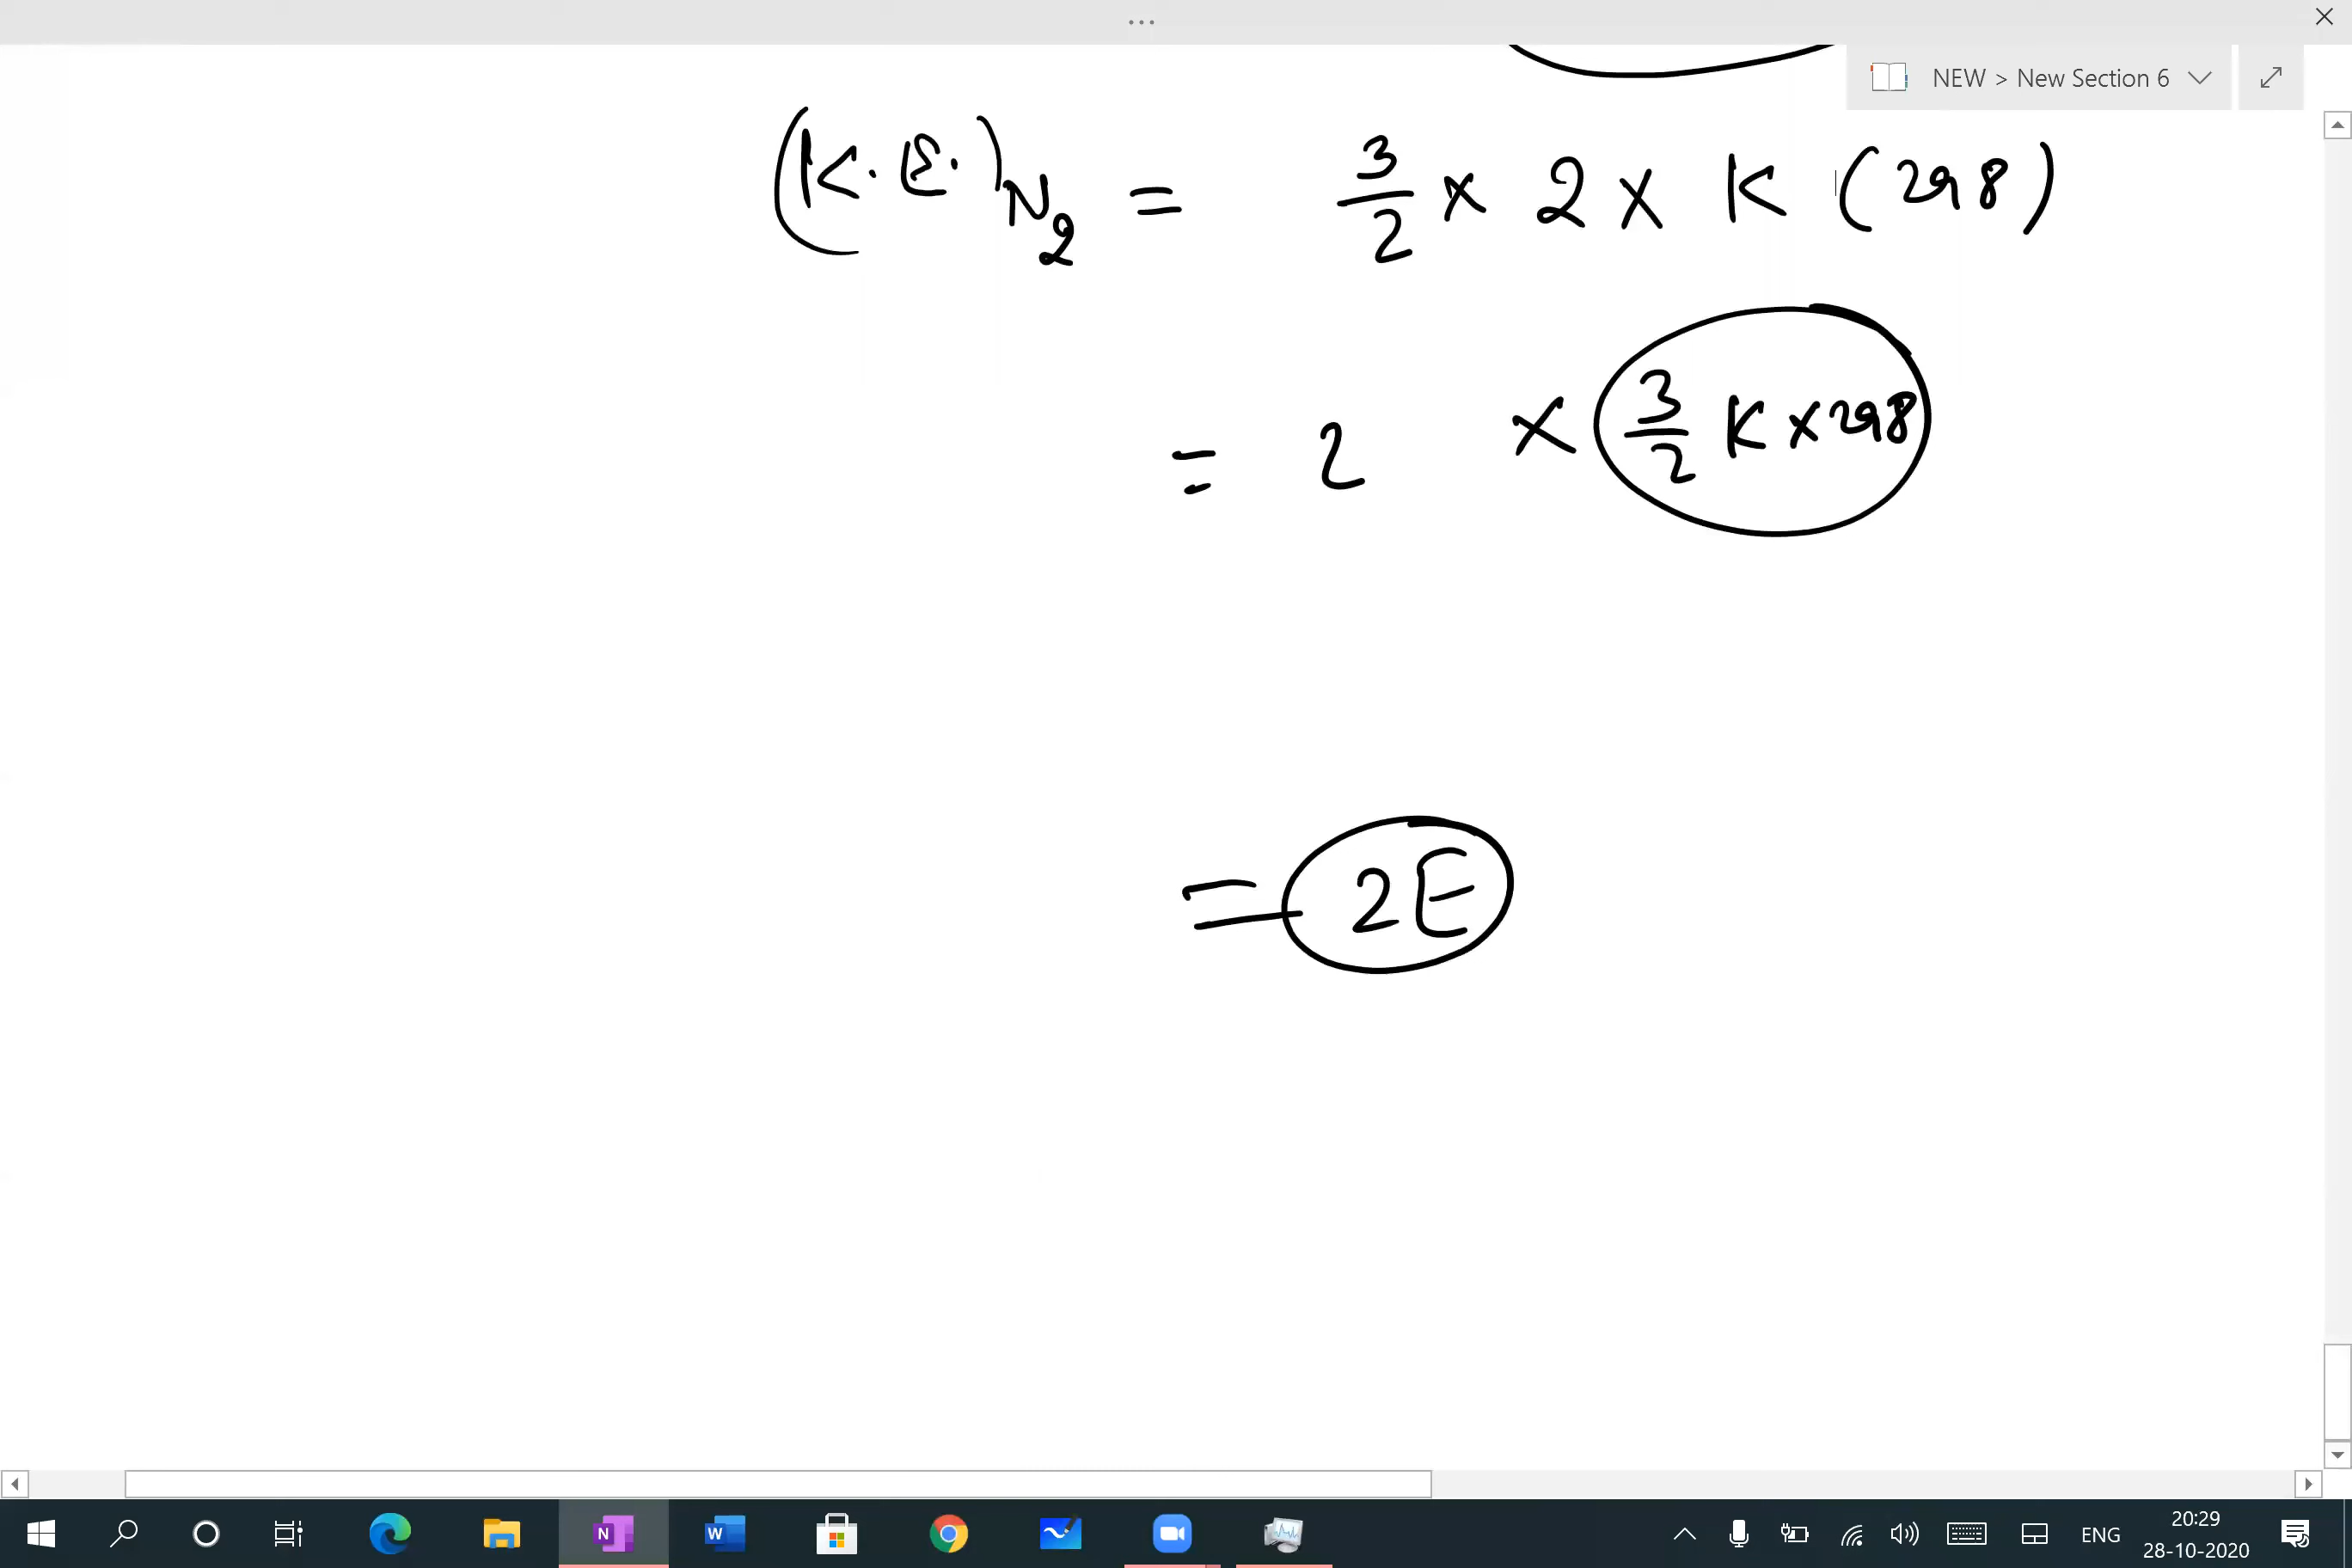 NEW > New Section 6
(K.E.)N₂ = 3/2 × 2 × K (298)
= 2 × 3/2 K × 298
= 2E
ENG
20:29
28-10-2020